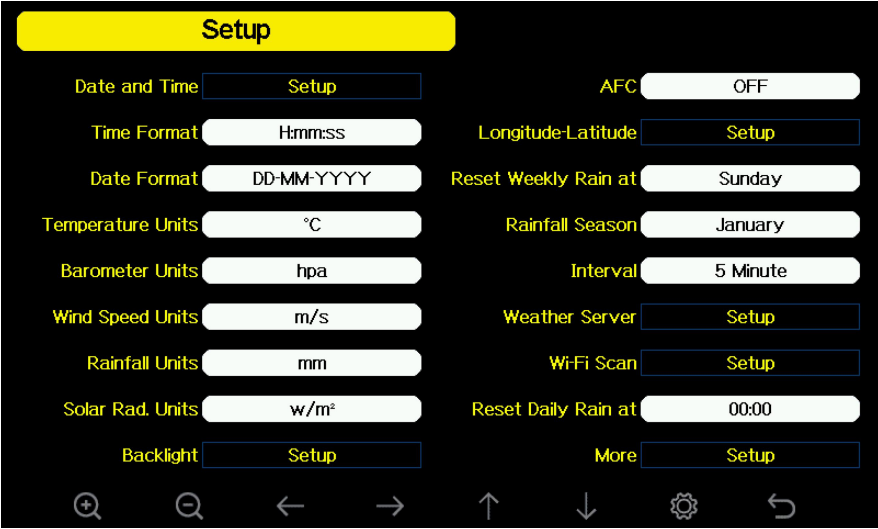 Setup
Date and Time Setup
Time Format H:mm:ss
Date Format DD-MM-YYYY
Temperature Units °C
Barometer Units hpa
Wind Speed Units m/s
Rainfall Units mm
Solar Rad. Units w/m²
Backlight Setup
AFC OFF
Longitude-Latitude Setup
Reset Weekly Rain at Sunday
Rainfall Season January
Interval 5 Minute
Weather Server Setup
Wi-Fi Scan Setup
Reset Daily Rain at 00:00
More Setup